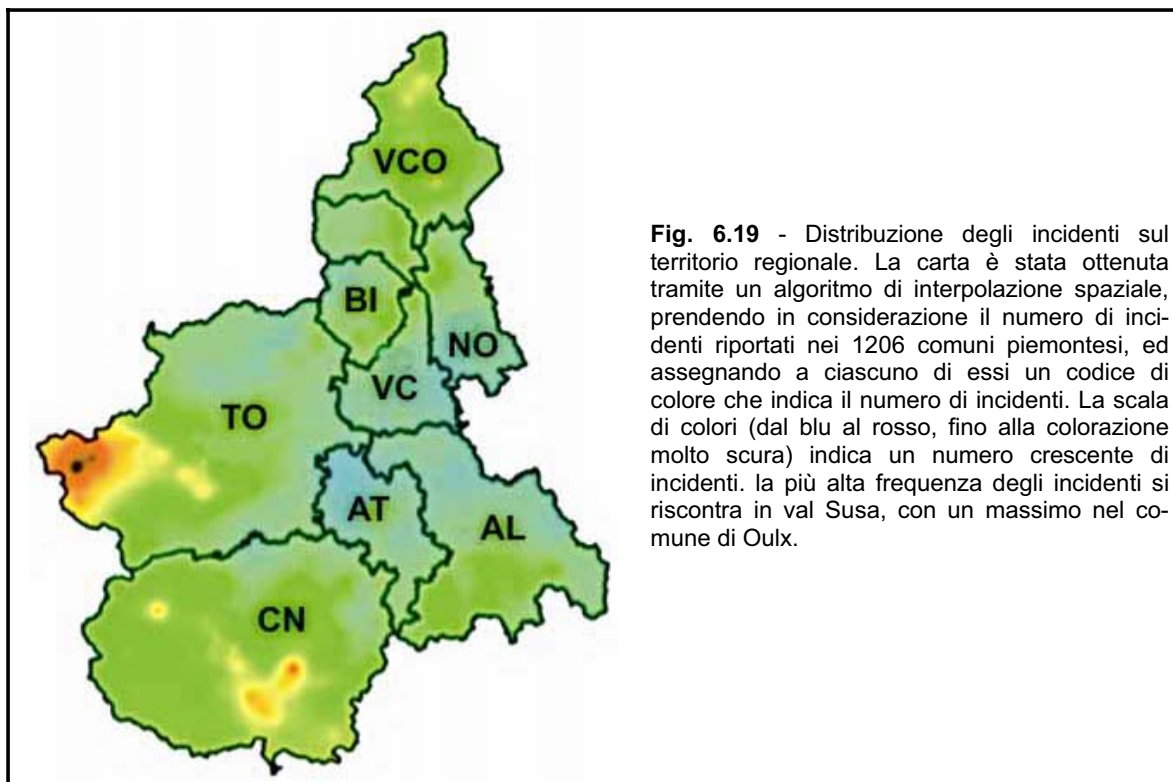 VCO
BI
NO
VC
TO
AT
AL
CN
Fig. 6.19 - Distribuzione degli incidenti sul
territorio regionale. La carta è stata ottenuta
tramite un algoritmo di interpolazione spaziale,
prendendo in considerazione il numero di inci-
denti riportati nei 1206 comuni piemontesi, ed
assegnando a ciascuno di essi un codice di
colore che indica il numero di incidenti. La scala
di colori (dal blu al rosso, fino alla colorazione
molto scura) indica un numero crescente di
incidenti. la più alta frequenza degli incidenti si
riscontra in val Susa, con un massimo nel co-
mune di Oulx.